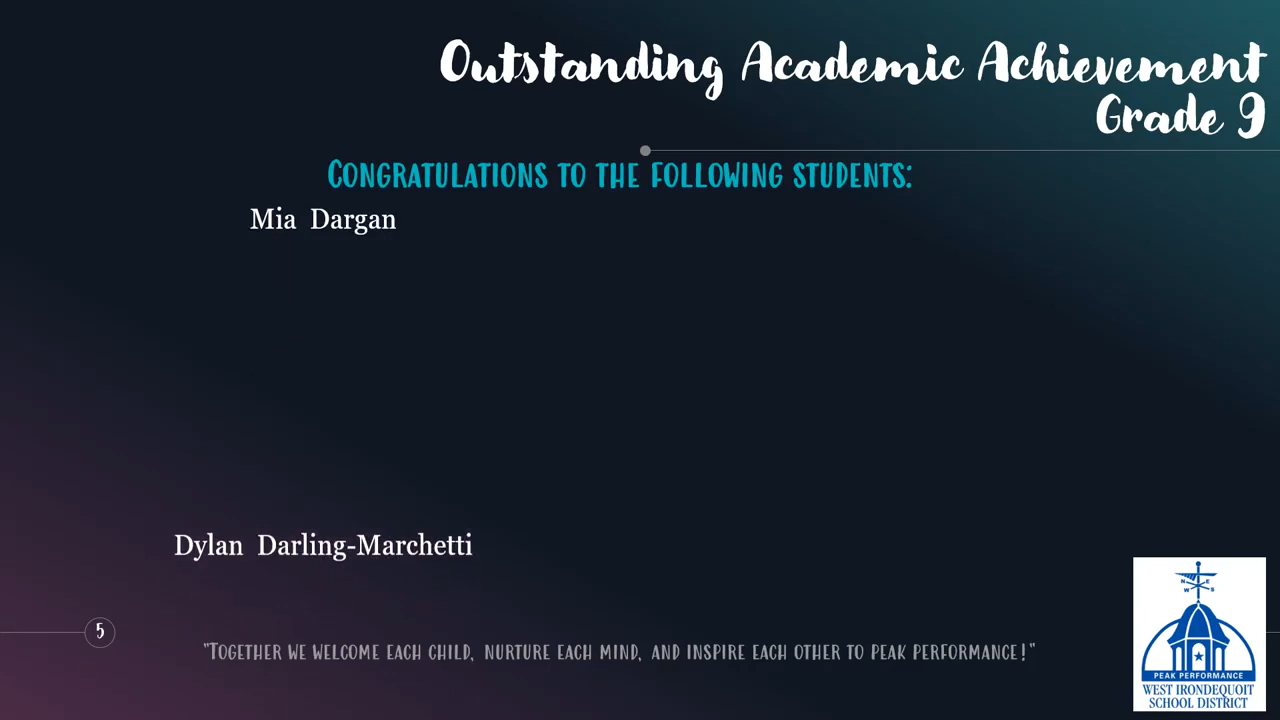 Outstanding Academic Achievement
Grade 9
Congratulations to the following students:
Mia Dargan
Dylan Darling-Marchetti
5
"Together we welcome each child, nurture each mind, and inspire each other to peak performance!"
N E
W S
PEAK PERFORMANCE
WEST IRONDEQUOIT
SCHOOL DISTRICT